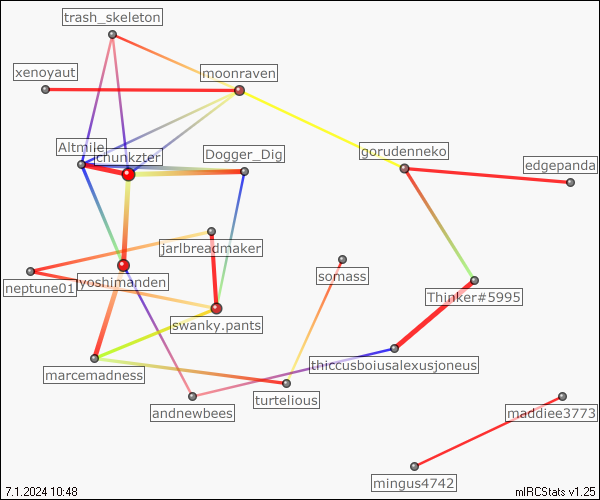 trash_skeleton
xenoyaut
moonraven
Altmile
chunkzter
Dogger_Dig
gorudenneko
edgepanda
jarlbreadmaker
somass
neptune01
yoshimanden
Thinker#5995
swanky.pants
thiccusboiusalexusjoneus
marcemadness
turtelious
andnewbees
maddiee3773
mingus4742
7.1.2024 10:48
mIRCStats v1.25